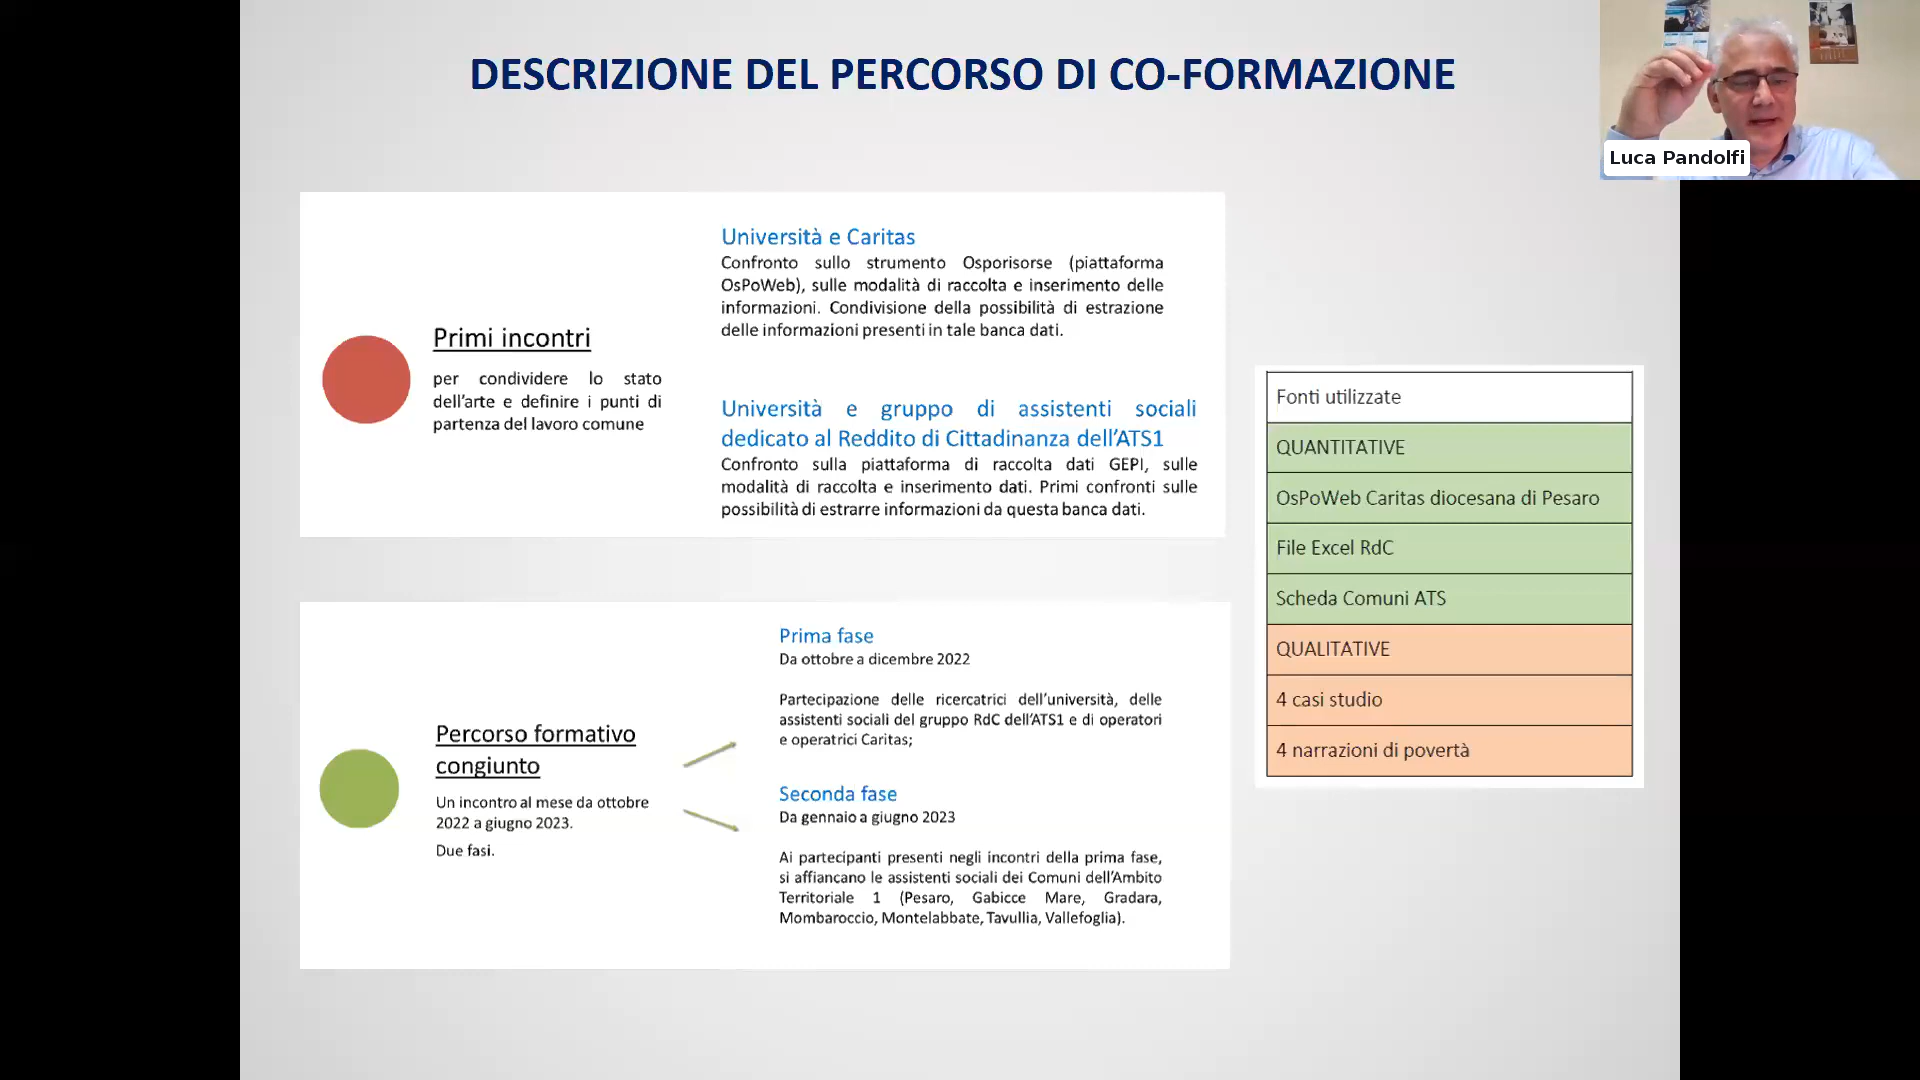 DESCRIZIONE DEL PERCORSO DI CO-FORMAZIONE
Luca Pandolfi
Primi incontri
per condividere lo stato
dell'arte e definire i punti di
partenza del lavoro comune
Università e Caritas
Confronto sullo strumento Osporisorse (piattaforma
OsPoWeb), sulle modalità di raccolta e inserimento delle
informazioni. Condivisione della possibilità di estrazione
delle informazioni presenti in tale banca dati.
Università e gruppo di assistenti sociali
dedicato al Reddito di Cittadinanza dell'ATS1
Confronto sulla piattaforma di raccolta dati GEPI, sulle
modalità di raccolta e inserimento dati. Primi confronti sulle
possibilità di estrarre informazioni da questa banca dati.
Percorso formativo
congiunto
Un incontro al mese da ottobre
2022 a giugno 2023.
Due fasi.
Prima fase
Da ottobre a dicembre 2022
Partecipazione delle ricercatrici dell'università, delle
assistenti sociali del gruppo RdC dell'ATS1 e di operatori
e operatrici Caritas;
Seconda fase
Da gennaio a giugno 2023
Ai partecipanti presenti negli incontri della prima fase,
si affiancano le assistenti sociali dei Comuni dell'Ambito
Territoriale 1 (Pesaro, Gabicce Mare, Gradara,
Mombaroccio, Montelabbate, Tavullia, Vallefoglia).
Fonti utilizzate
QUANTITATIVE
OsPoWeb Caritas diocesana di Pesaro
File Excel RdC
Scheda Comuni ATS
QUALITATIVE
4 casi studio
4 narrazioni di povertà